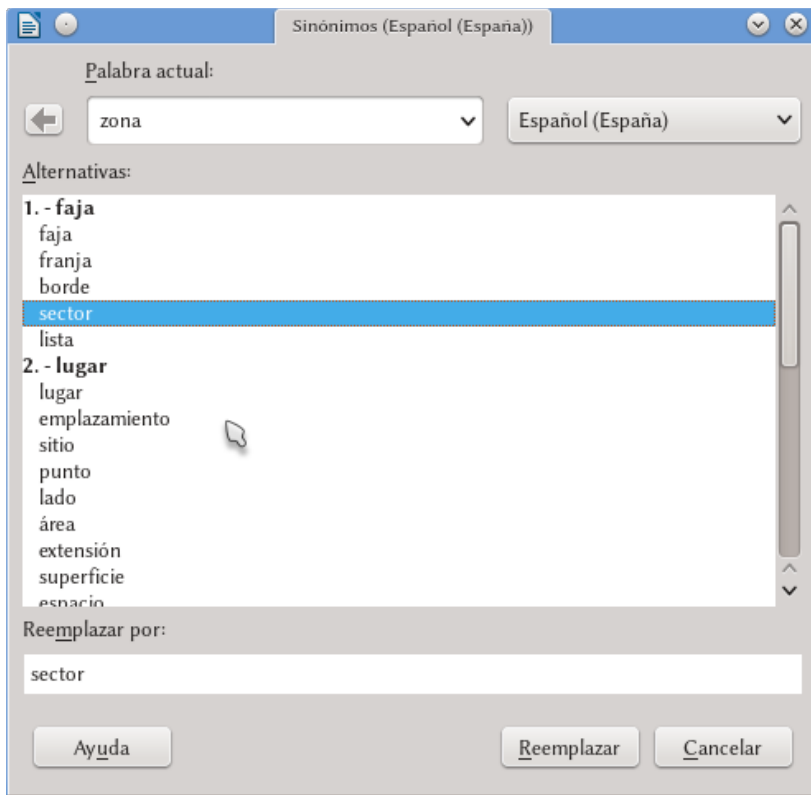 Sinónimos (Español (España))
Palabra actual:
zona
Español (España)
Alternativas:
1. - faja
faja
franja
borde
sector
lista
2. - lugar
lugar
emplazamiento
sitio
punto
lado
área
extensión
superficie
espacio
Reemplazar por:
sector
Ayuda
Reemplazar
Cancelar